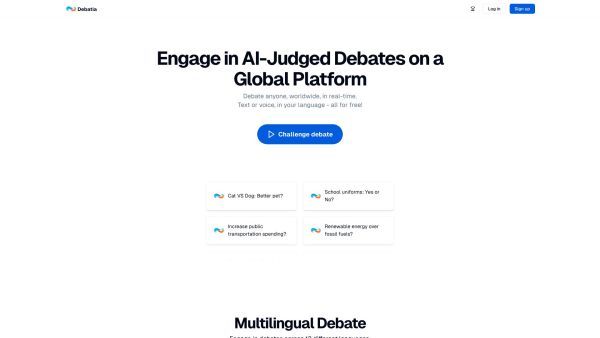 Debatia
Log in
Sign up
Engage in AI-Judged Debates on a
Global Platform
Debate anyone, worldwide, in real-time.
Text or voice, in your language - all for free!
Challenge debate
Cat VS Dog: Better pet?
School uniforms: Yes or
No?
Increase public
transportation spending?
Renewable energy over
fossil fuels?
Multilingual Debate